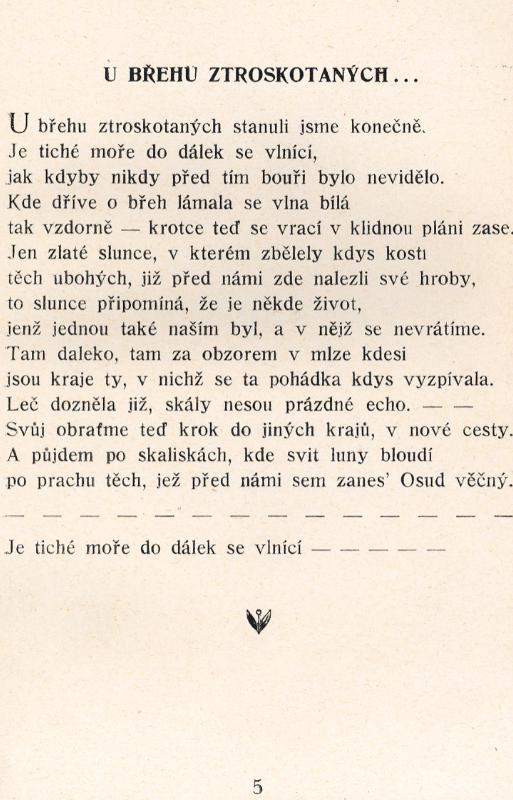 U BŘEHU ZTROSKOTANÝCH...
U břehu ztroskotaných stanuli jsme konečně.
Je tiché moře do dálek se vlnící,
jak kdyby nikdy před tím bouři bylo nevidělo.
Kde dříve o břeh lámala se vlna bílá
tak vzdorně — krotce teď se vrací v klidnou pláni zase.
Jen zlaté slunce, v kterém zbělely kdys kosti
těch ubohých, již před námi zde nalezli své hroby,
to slunce připomíná, že je někde život,
jenž jednou také naším byl, a v nějž se nevrátíme.
Tam daleko, tam za obzorem v mlze kdesi
jsou kraje ty, v nichž se ta pohádka kdys vyzpívala.
Leč dozněla již, skály nesou prázdné echo. — —
Svůj obraťme teď krok do jiných krajů, v nové cesty.
A půjdem po skaliskách, kde svit luny bloudí
po prachu těch, jež před námi sem zanes' Osud věčný.
— — — — — — — — — — — — —
Je tiché moře do dálek se vlnící — — — — —
5